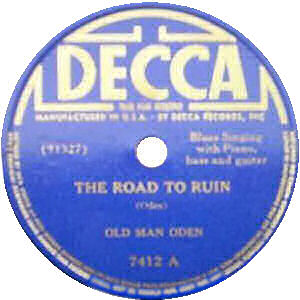 DECCA
MANUFACTURED IN U.S.A. BY DECCA RECORDS, INC
(91327)
Blues Singing
with Piano,
bass and guitar
THE ROAD TO RUIN
(Oden)
OLD MAN ODEN
7412 A